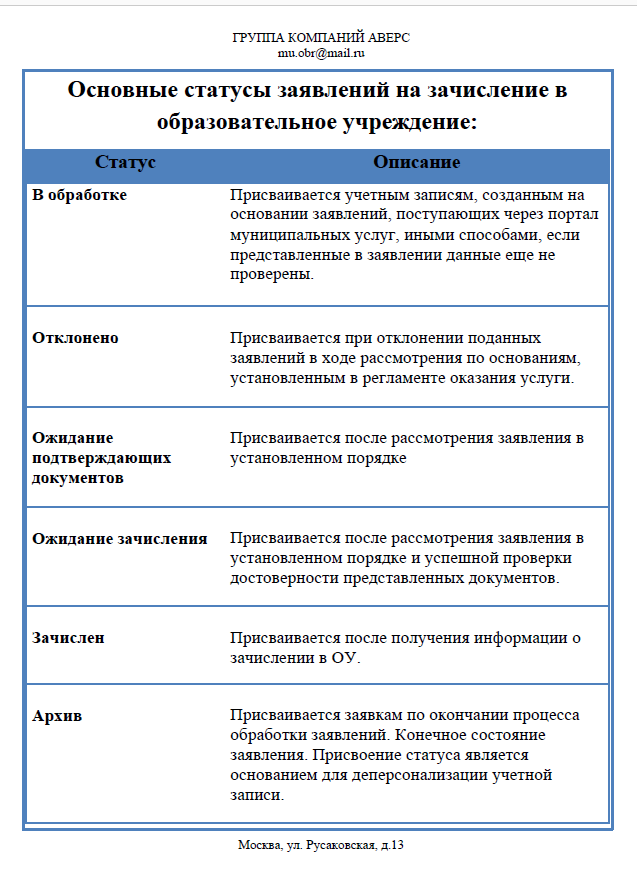 ГРУППА КОМПАНИЙ АВЕРС
mu.obr@mail.ru
Основные статусы заявлений на зачисление в
образовательное учреждение:
Статус Описание
В обработке Присваивается учетным записям, созданным на
основании заявлений, поступающих через портал
муниципальных услуг, иными способами, если
представленные в заявлении данные еще не
проверены.
Отклонено Присваивается при отклонении поданных
заявлений в ходе рассмотрения по основаниям,
установленным в регламенте оказания услуги.
Ожидание Присваивается после рассмотрения заявления в
подтверждающих установленном порядке
документов
Ожидание зачисления Присваивается после рассмотрения заявления в
установленном порядке и успешной проверки
достоверности представленных документов.
Зачислен Присваивается после получения информации о
зачислении в ОУ.
Архив Присваивается заявкам по окончании процесса
обработки заявлений. Конечное состояние
заявления. Присвоение статуса является
основанием для деперсонализации учетной
записи.
Москва, ул. Русаковская, д.13